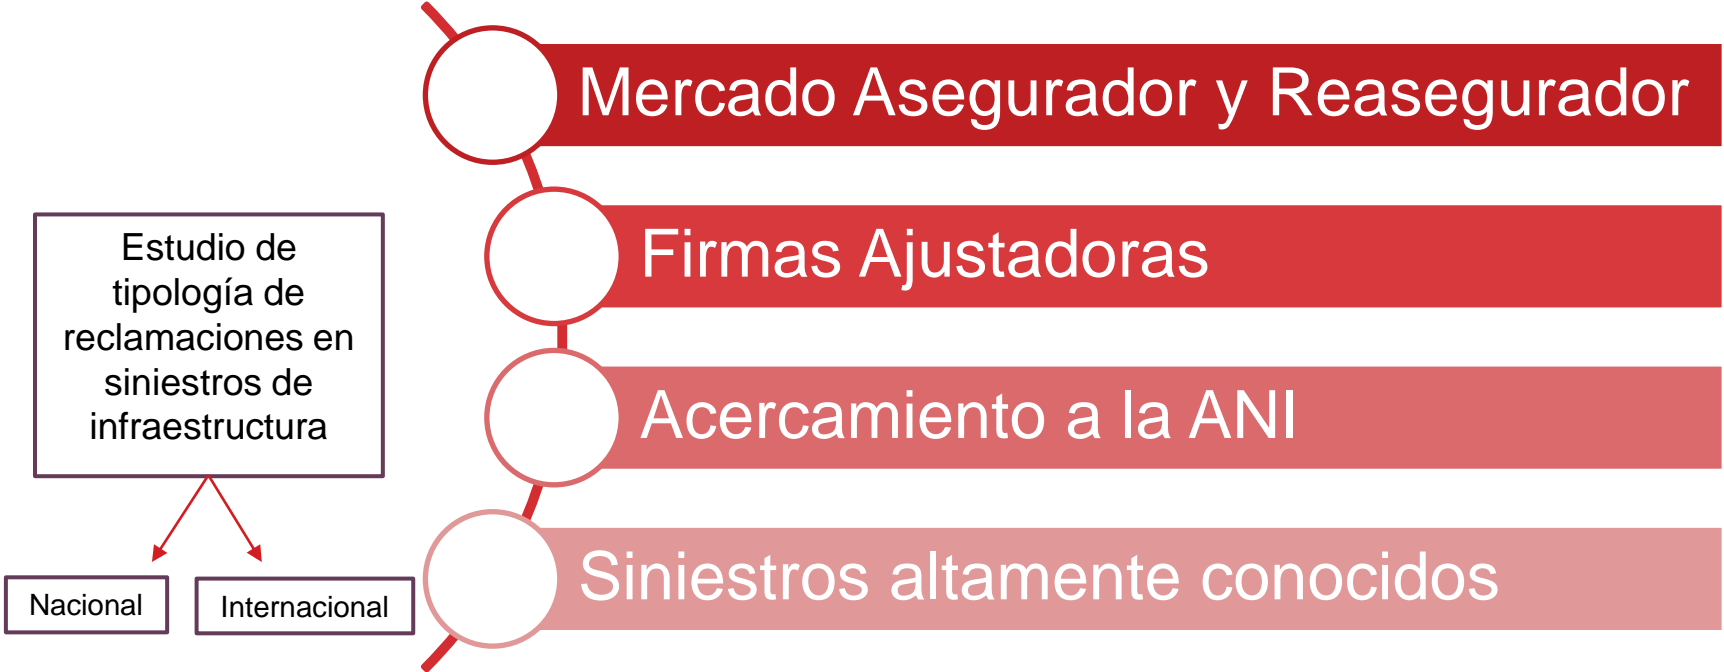 Estudio de
tipología de
reclamaciones en
siniestros de
infraestructura
Nacional
Internacional
Mercado Asegurador y Reasegurador
Firmas Ajustadoras
Acercamiento a la ANI
Siniestros altamente conocidos